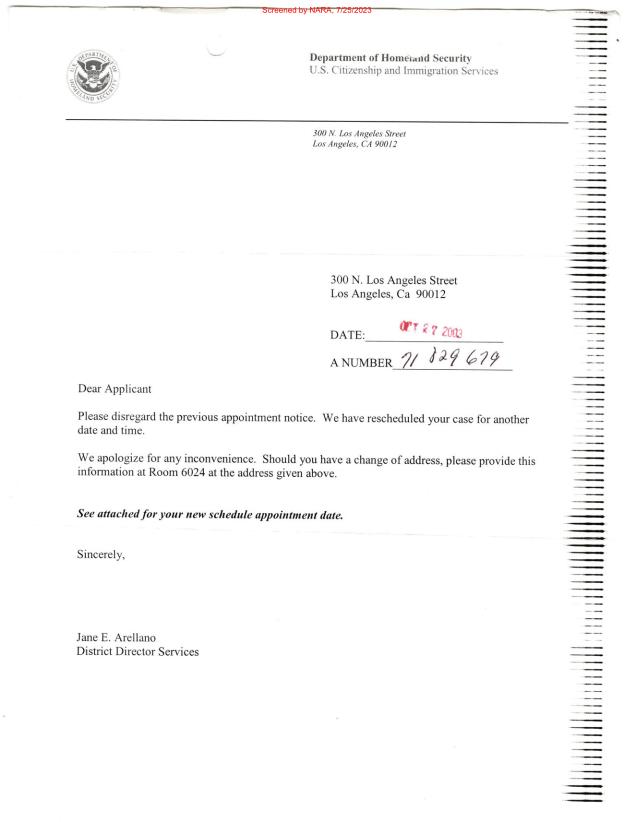 Screened by NARA, 7/25/2023
U.S. DEPARTMENT OF HOMELAND SECURITY
Department of Homeland Security
U.S. Citizenship and Immigration Services
300 N. Los Angeles Street
Los Angeles, CA 90012
300 N. Los Angeles Street
Los Angeles, Ca 90012
DATE: OCT 27 2003
A NUMBER 71 829 679
Dear Applicant
Please disregard the previous appointment notice. We have rescheduled your case for another
date and time.
We apologize for any inconvenience. Should you have a change of address, please provide this
information at Room 6024 at the address given above.
See attached for your new schedule appointment date.
Sincerely,
Jane E. Arellano
District Director Services